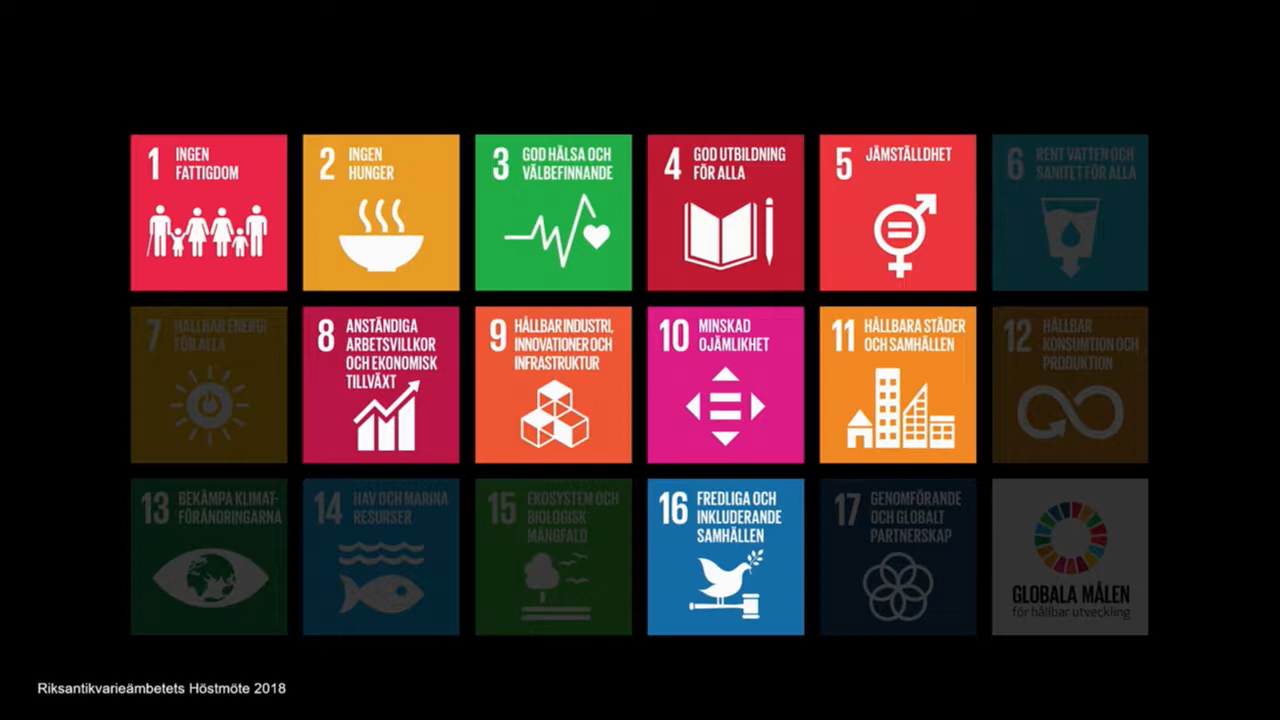 1 INGEN
FATTIGDOM
2 INGEN
HUNGER
3 GOD HÄLSA OCH
VÄLBEFINNANDE
4 GOD UTBILDNING
FÖR ALLA
5 JÄMSTÄLLDHET
6 RENT VATTEN OCH
SANITET FÖR ALLA
7 HÅLLBAR ENERGI
FÖR ALLA
8 ANSTÄNDIGA
ARBETSVILLKOR
OCH EKONOMISK
TILLVÄXT
9 HÅLLBAR INDUSTRI,
INNOVATIONER OCH
INFRASTRUKTUR
10 MINSKAD
OJÄMLIKHET
11 HÅLLBARA STÄDER
OCH SAMHÄLLEN
12 HÅLLBAR
KONSUMTION OCH
PRODUKTION
13 BEKÄMPA KLIMAT-
FÖRÄNDRINGARNA
14 HAV OCH MARINA
RESURSER
15 EKOSYSTEM OCH
BIOLOGISK
MÅNGFALD
16 FREDLIGA OCH
INKLUDERANDE
SAMHÄLLEN
17 GENOMFÖRANDE
OCH GLOBALT
PARTNERSKAP
GLOBALA MÅLEN
för hållbar utveckling
Riksantikvarieämbetets Höstmöte 2018